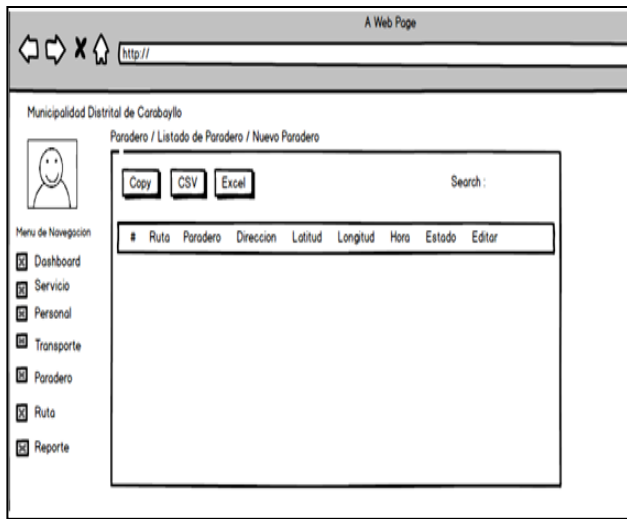 A Web Page
http://
Municipalidad Distrital de Carabayllo
Paradero / Listado de Paradero / Nuevo Paradero
Copy CSV Excel Search :
Menu de Navegacion
# Ruta Paradero Direccion Latitud Longitud Hora Estado Editar
Dashboard
Servicio
Personal
Transporte
Paradero
Ruta
Reporte